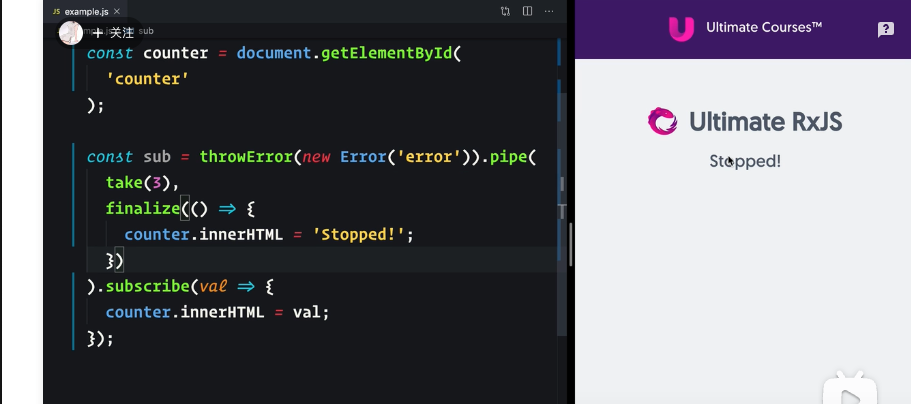 JS example.js ×
+ 关注 sub
const counter = document.getElementById(
'counter'
);
const sub = throwError(new Error('error')).pipe(
take(3),
finalize(() => {
counter.innerHTML = 'Stopped!';
})
).subscribe(val => {
counter.innerHTML = val;
});
Ultimate Courses™
Ultimate RxJS
Stopped!